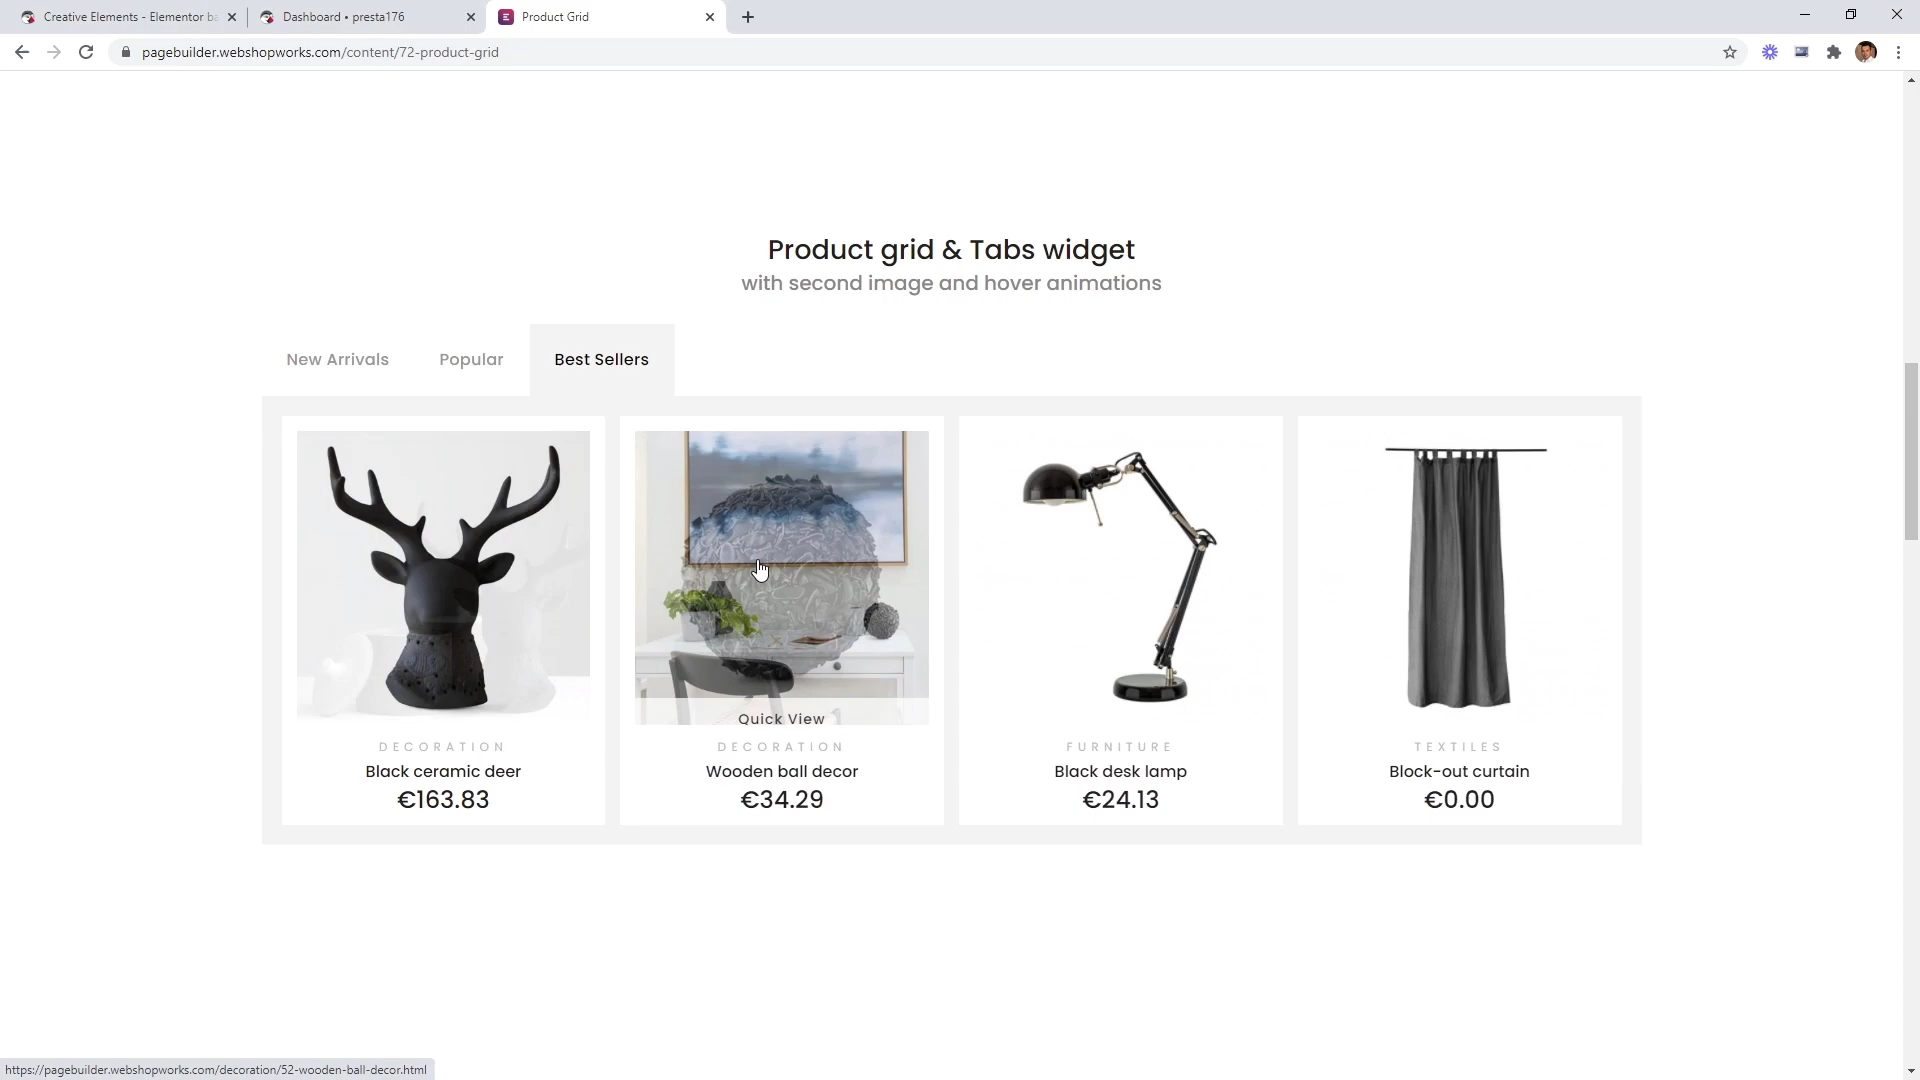 Creative Elements - Elementor ba
Dashboard • presta176
Product Grid
pagebuilder.webshopworks.com/content/72-product-grid
Product grid & Tabs widget
with second image and hover animations
New Arrivals
Popular
Best Sellers
Quick View
DECORATION
Black ceramic deer
€163.83
DECORATION
Wooden ball decor
€34.29
FURNITURE
Black desk lamp
€24.13
TEXTILES
Block-out curtain
€0.00
https://pagebuilder.webshopworks.com/decoration/52-wooden-ball-decor.html